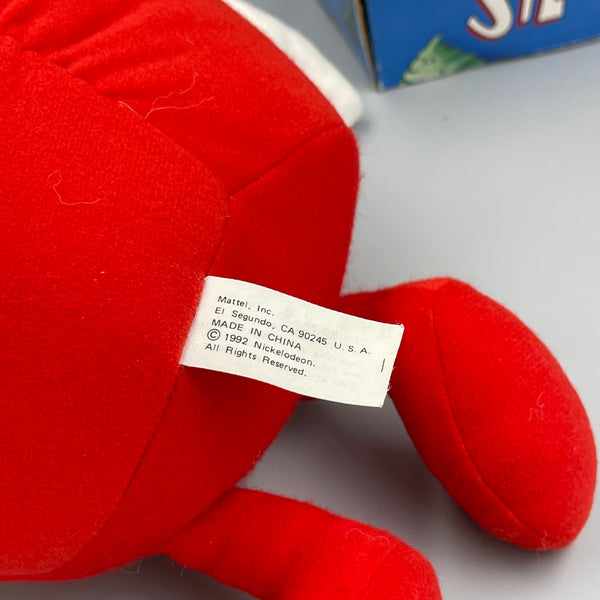 Mattel, Inc.
El Segundo, CA 90245 U.S.A.
MADE IN CHINA
© 1992 Nickelodeon.
All Rights Reserved.